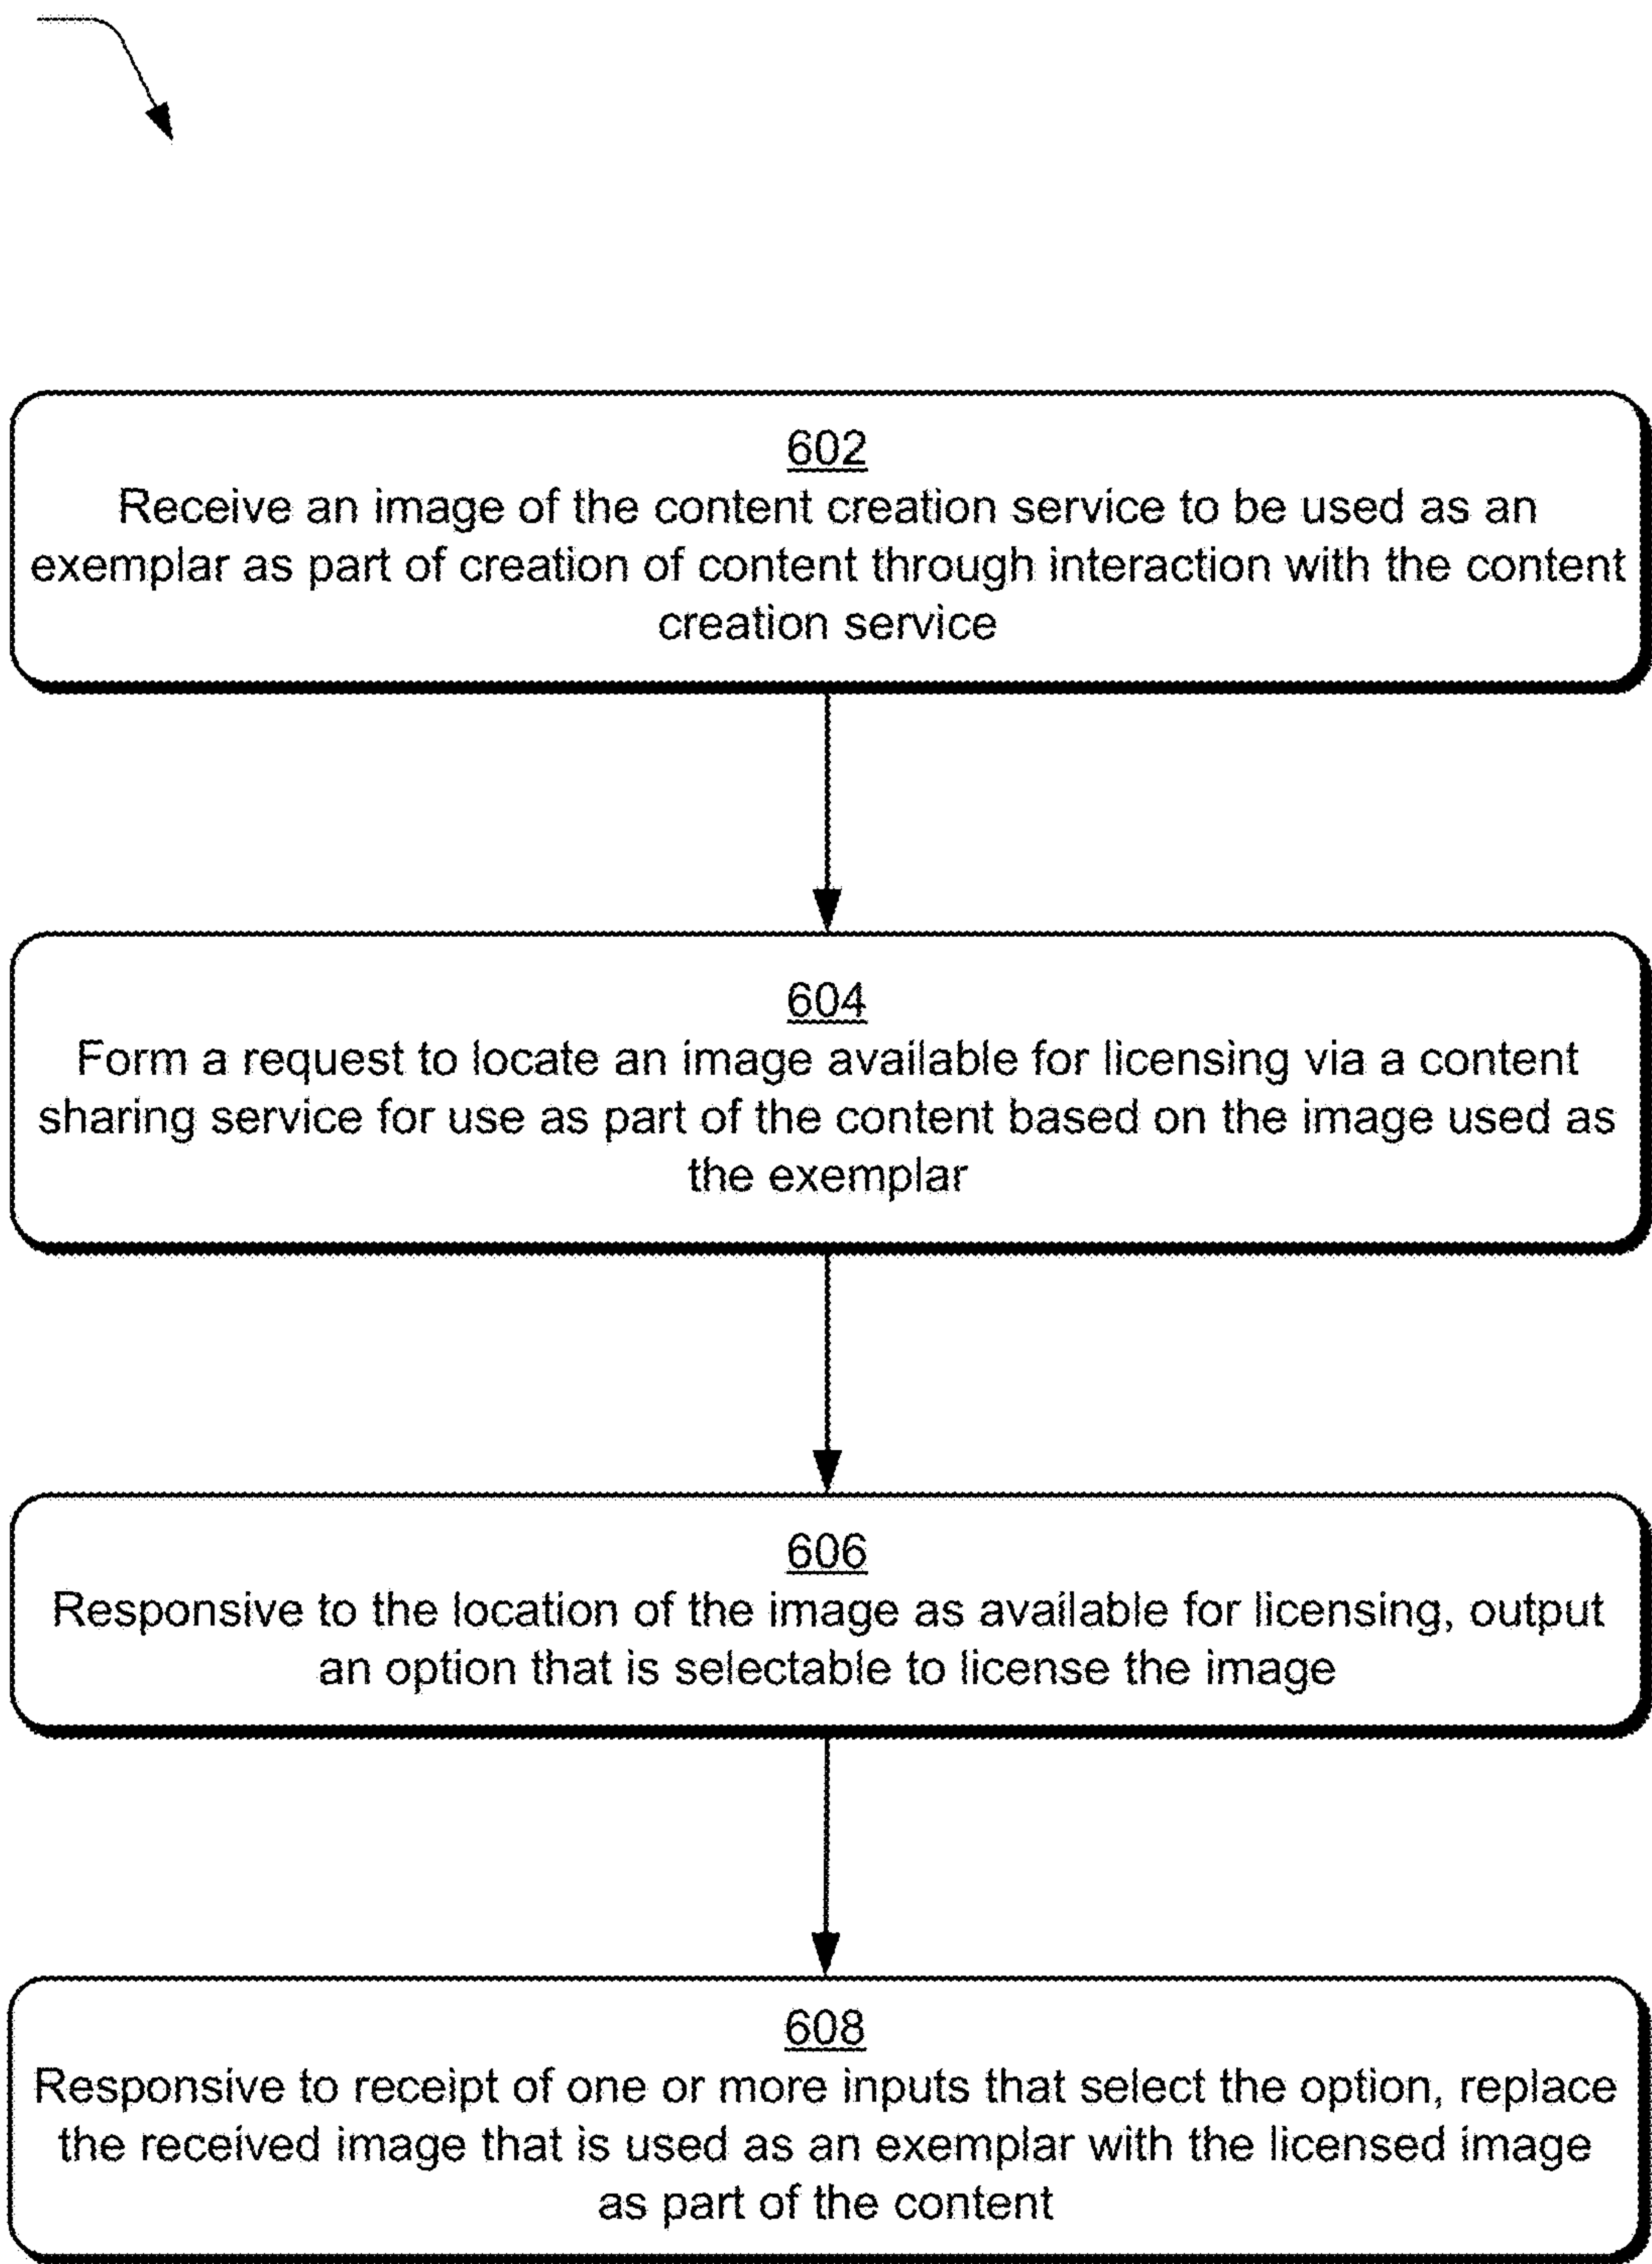 602
Receive an image of the content creation service to be used as an
exemplar as part of creation of content through interaction with the content
creation service
604
Form a request to locate an image available for licensing via a content
sharing service for use as part of the content based on the image used as
the exemplar
606
Responsive to the location of the image as available for licensing, output
an option that is selectable to license the image
608
Responsive to receipt of one or more inputs that select the option, replace
the received image that is used as an exemplar with the licensed image
as part of the content